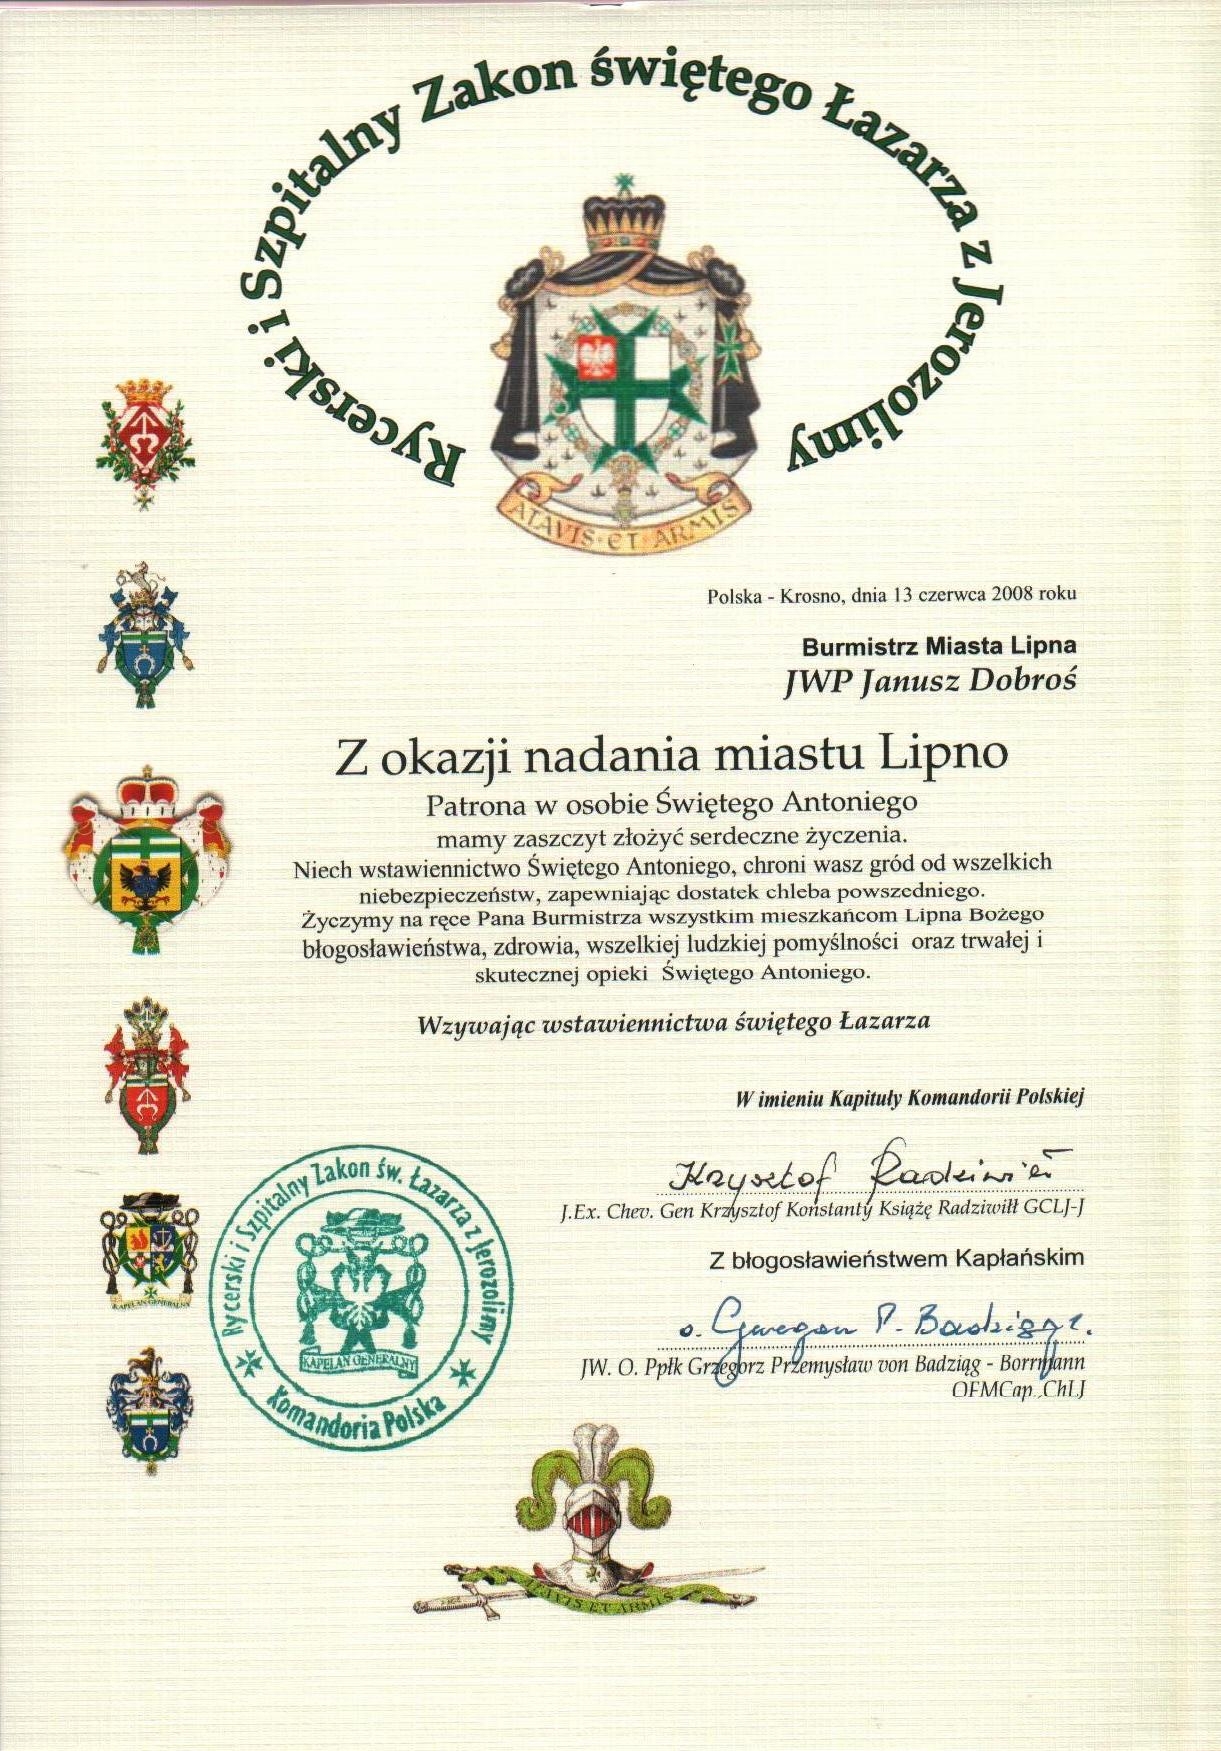 Rycerski i Szpitalny Zakon świętego Łazarza z Jerozolimy
ATAVIS·ET·ARMIS
Polska - Krosno, dnia 13 czerwca 2008 roku
Burmistrz Miasta Lipna
JWP Janusz Dobroś
Z okazji nadania miastu Lipno
Patrona w osobie Świętego Antoniego
mamy zaszczyt złożyć serdeczne życzenia.
Niech wstawiennictwo Świętego Antoniego, chroni wasz gród od wszelkich
niebezpieczeństw, zapewniając dostatek chleba powszedniego.
Życzymy na ręce Pana Burmistrza wszystkim mieszkańcom Lipna Bożego
błogosławieństwa, zdrowia, wszelkiej ludzkiej pomyślności oraz trwałej i
skutecznej opieki Świętego Antoniego.
Wzywając wstawiennictwa świętego Łazarza
W imieniu Kapituły Komandorii Polskiej
Krzysztof Radziwiłł
J.Ex. Chev. Gen Krzysztof Konstanty Książę Radziwiłł GCLJ-J
Z błogosławieństwem Kapłańskim
o. Grzegorz P. Badziąg
JW. O. Ppłk Grzegorz Przemysław von Badziąg - Borrmann
OFMCap.,ChLJ
KAPELAN GENERALNY
Rycerski i Szpitalny Zakon św. Łazarza z Jerozolimy
KAPELAN GENERALNY
Komandoria Polska
ATAVIS ET ARMIS